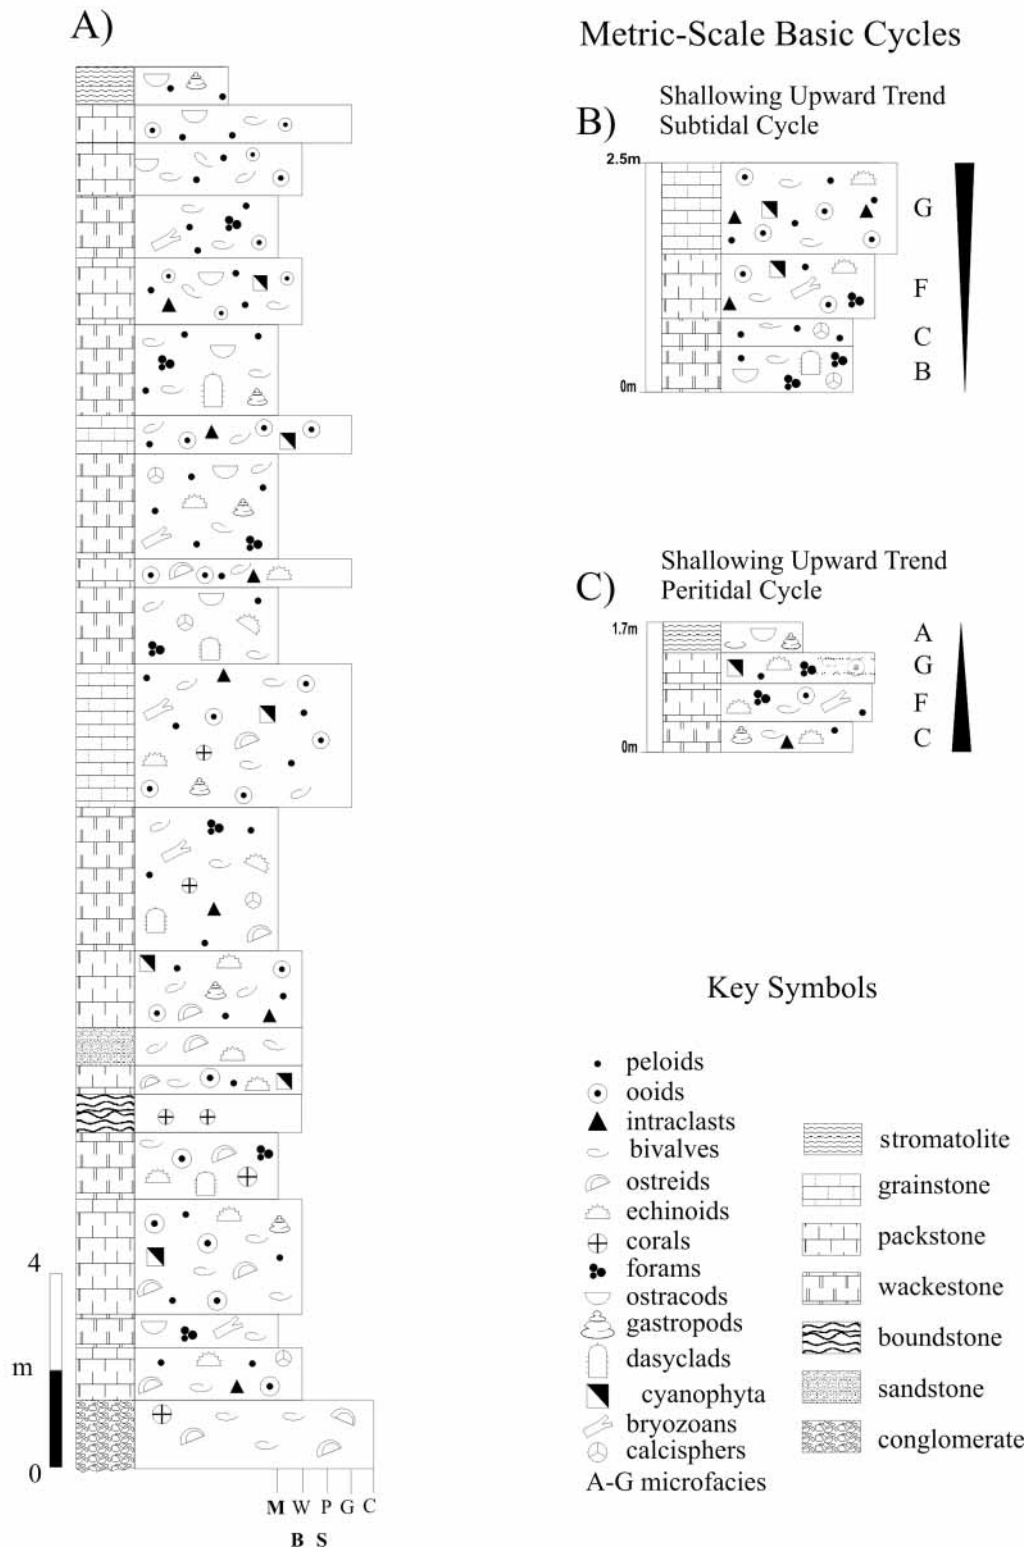 A)
Metric-Scale Basic Cycles
B)
Shallowing Upward Trend
Subtidal Cycle
2.5m
G
F
C
B
0m
C)
Shallowing Upward Trend
Peritidal Cycle
1.7m
A
G
F
C
0m
Key Symbols
peloids
ooids
intraclasts
bivalves
ostreids
echinoids
corals
forams
ostracods
gastropods
dasyclads
cyanophyta
bryozoans
calcisphers
A-G microfacies
stromatolite
grainstone
packstone
wackestone
boundstone
sandstone
conglomerate
4
m
0
M W P G C
B S